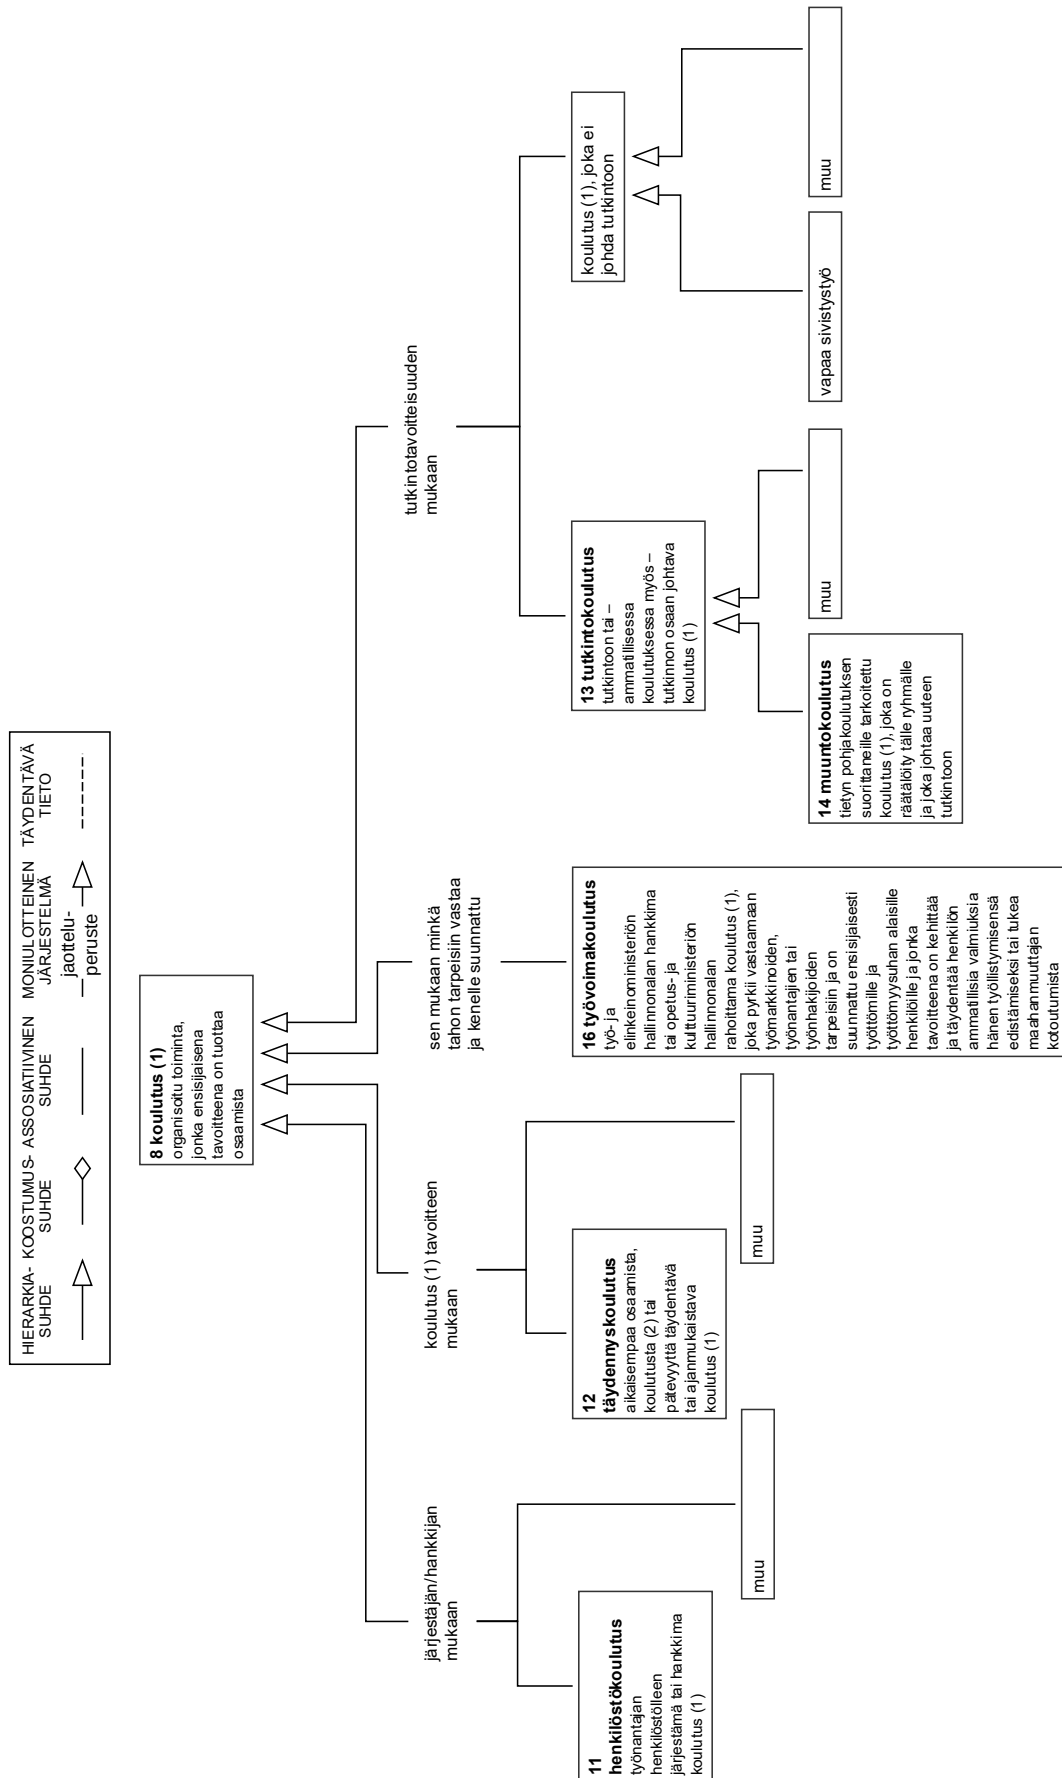 HIERARKIA- KOOSTUMUS- ASSOSIATIIVINEN MONIULOTTEINEN TÄYDENTÄVÄ
SUHDE SUHDE SUHDE JÄRJESTELMÄ TIETO
jaottelu-
peruste
8 koulutus (1)
organisoitu toiminta,
jonka ensisijaisena
tavoitteena on tuottaa
osaamista
järjestäjän/hankkijan
mukaan
koulutus (1) tavoitteen
mukaan
sen mukaan minkä
tahon tarpeisiin vastaa
ja kenelle suunnattu
tutkintotavoitteisuuden
mukaan
11
henkilöstökoulutus
työnantajan
henkilöstölleen
järjestämä tai hankkima
koulutus (1)
muu
12
täydennyskoulutus
aikaisempaa osaamista,
koulutusta (2) tai
pätevyyttä täydentävä
tai ajanmukaistava
koulutus (1)
muu
16 työvoimakoulutus
työ- ja
elinkeinoministeriön
hallinnonalan hankkima
tai opetus- ja
kulttuuriministeriön
hallinnonalan
rahoittama koulutus (1),
joka pyrkii vastaamaan
työmarkkinoiden,
työnantajien tai
työnhakijoiden
tarpeisiin ja on
suunnattu ensisijaisesti
työttömille ja
työttömyysuhan alaisille
henkilöille ja jonka
tavoitteena on kehittää
ja täydentää henkilön
ammatillisia valmiuksia
hänen työllistymisensä
edistämiseksi tai tukea
maahanmuuttajan
kotoutumista
13 tutkintokoulutus
tutkintoon tai –
ammatillisessa
koulutuksessa myös –
tutkinnon osaan johtava
koulutus (1)
koulutus (1), joka ei
johda tutkintoon
14 muuntokoulutus
tietyn pohjakoulutuksen
suorittaneille tarkoitettu
koulutus (1), joka on
räätälöity tälle ryhmälle
ja joka johtaa uuteen
tutkintoon
muu
vapaa sivistystyö
muu